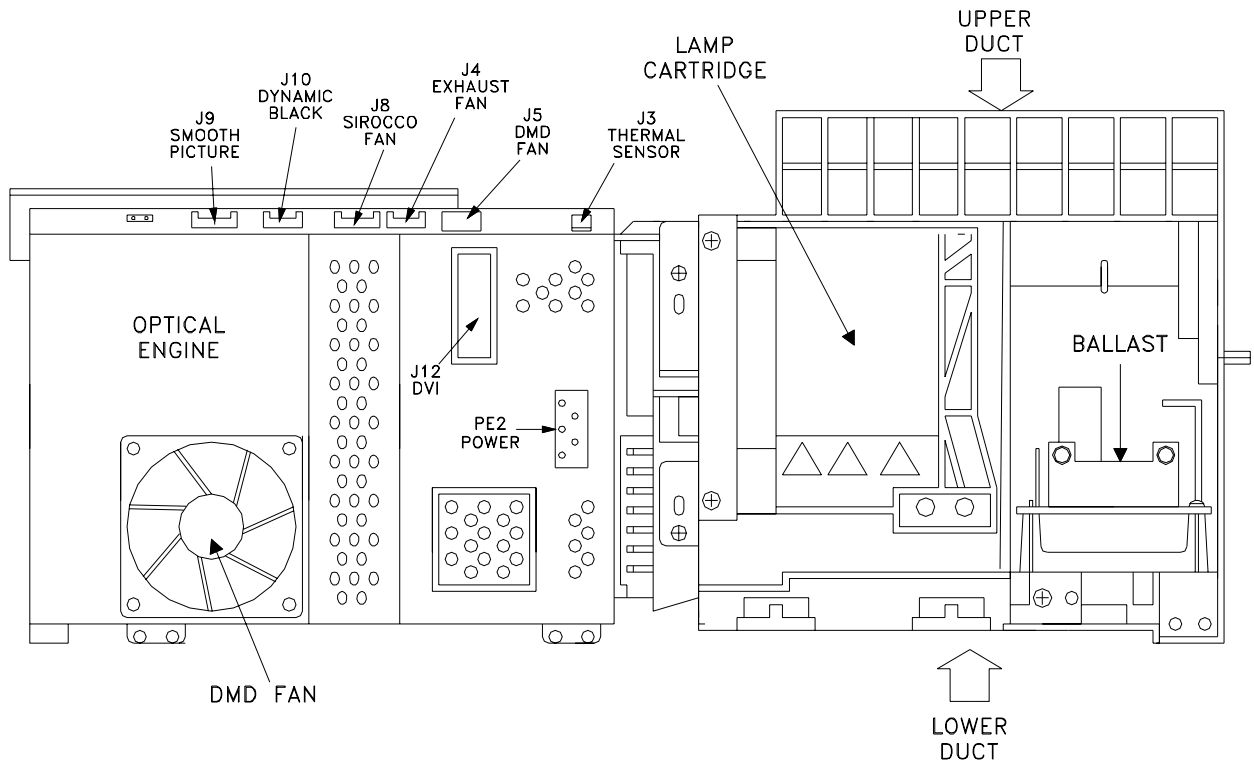 UPPER
DUCT
LAMP
CARTRIDGE
J4
EXHAUST
FAN
J10
DYNAMIC
BLACK
J8
SIROCCO
FAN
J5
DMD
FAN
J3
THERMAL
SENSOR
J9
SMOOTH
PICTURE
OPTICAL
ENGINE
BALLAST
J12
DVI
PE2
POWER
DMD FAN
LOWER
DUCT